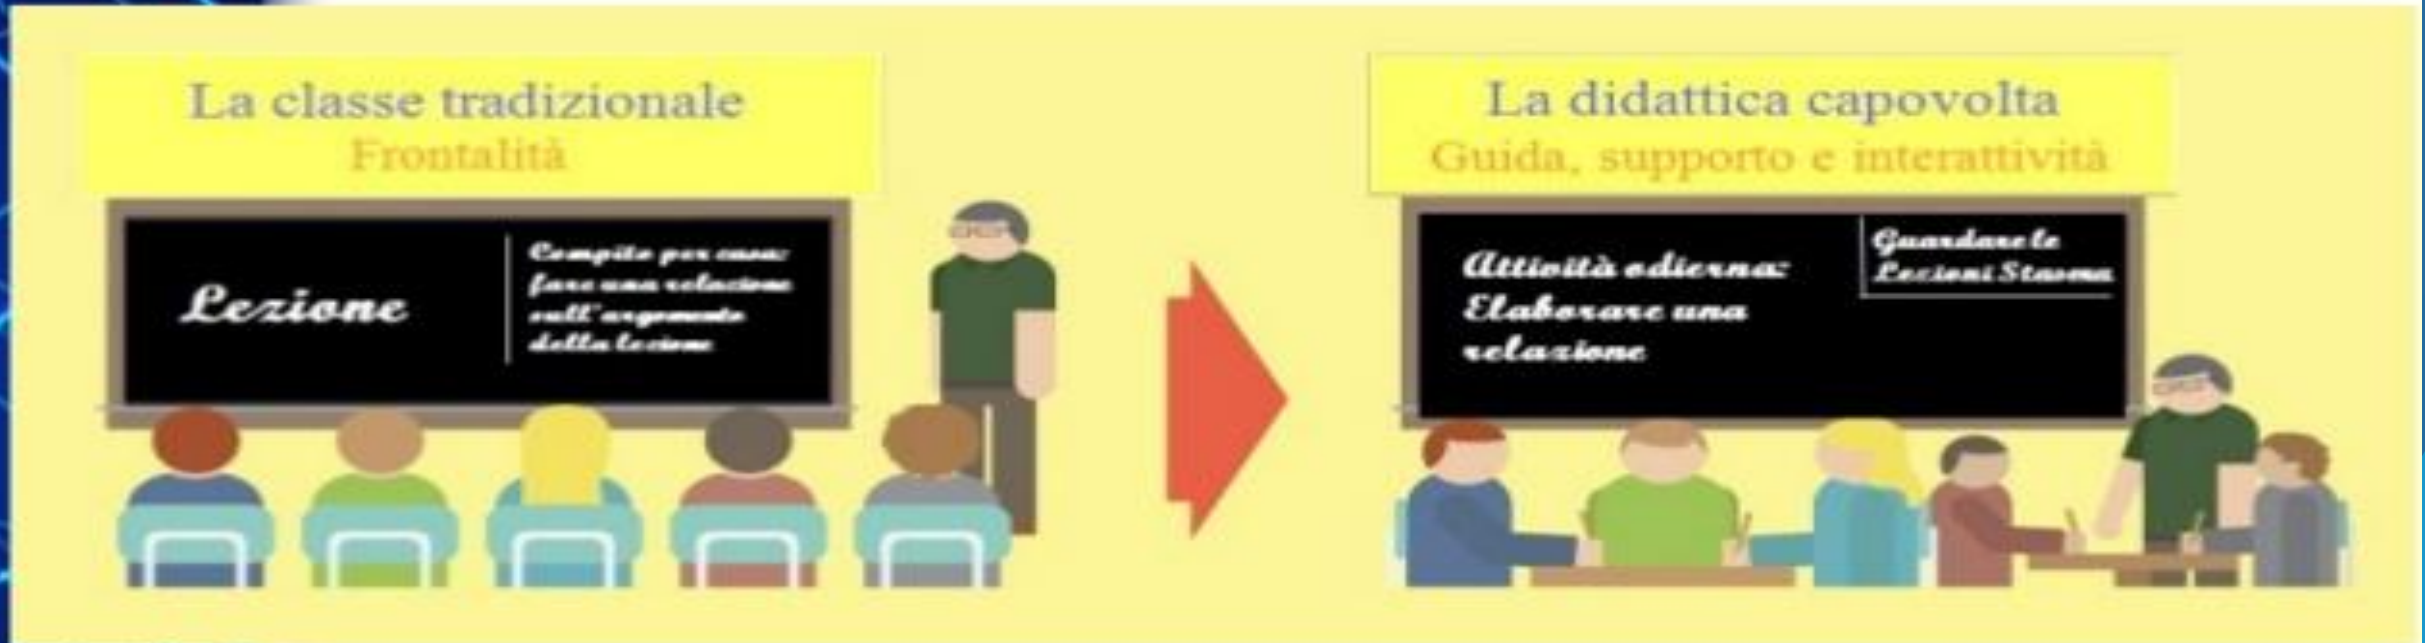 La classe tradizionale
Frontalità
Lezione
Compito per casa:
fare una relazione
sull'argomento
della lezione
La didattica capovolta
Guida, supporto e interattività
Attività odierna:
Elaborare una
relazione
Guardare le
Lezioni